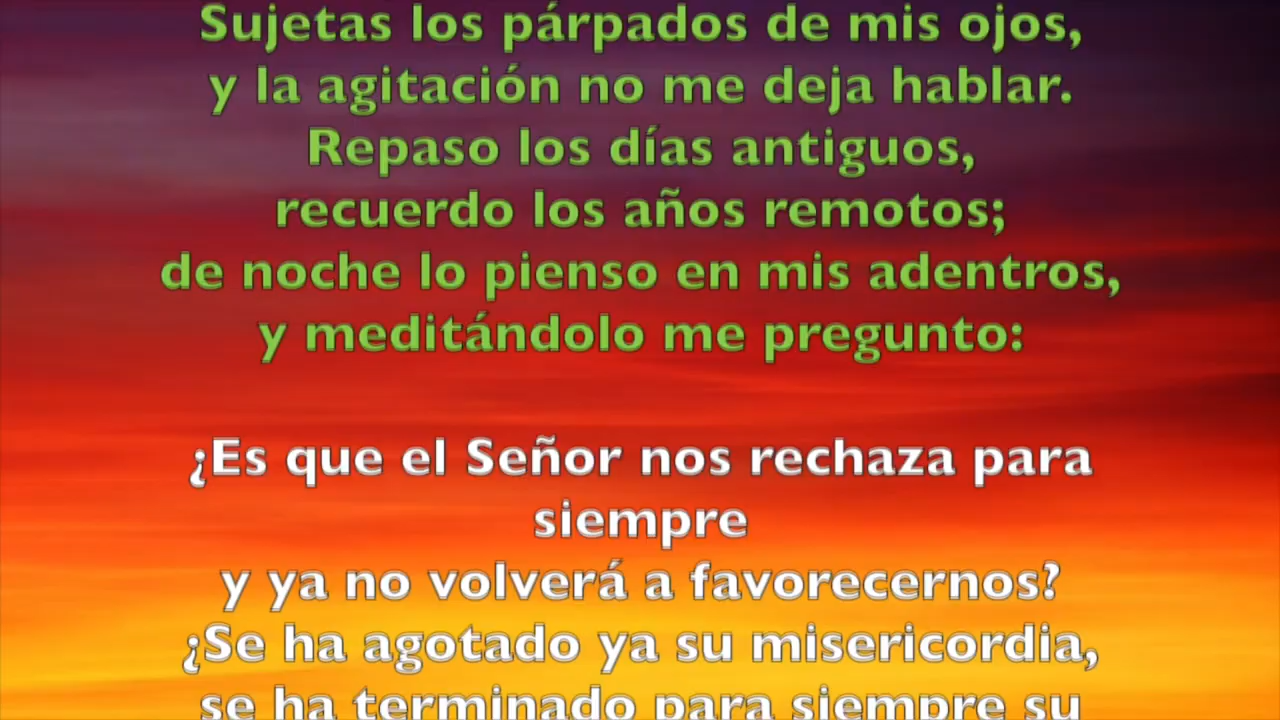 Sujetas los párpados de mis ojos,
y la agitación no me deja hablar.
Repaso los días antiguos,
recuerdo los años remotos;
de noche lo pienso en mis adentros,
y meditándolo me pregunto:
¿Es que el Señor nos rechaza para
siempre
y ya no volverá a favorecernos?
¿Se ha agotado ya su misericordia,
se ha terminado para siempre su